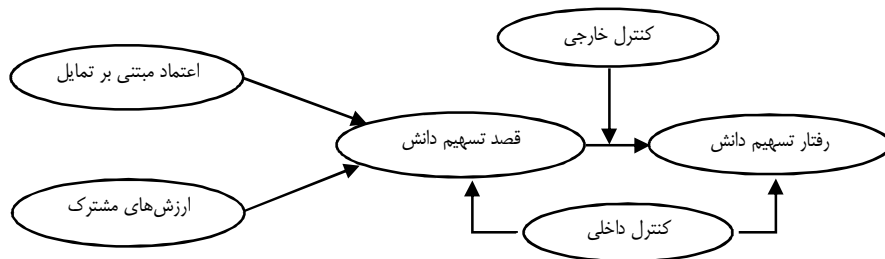 کنترل خارجی
اعتماد مبتنی بر تمایل
قصد تسهیم دانش
رفتار تسهیم دانش
ارزش‌های مشترک
کنترل داخلی